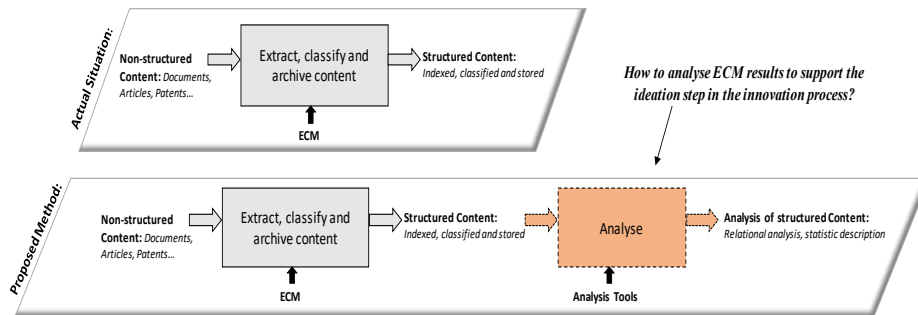 Actual Situation:
Non-structured
Content: Documents,
Articles, Patents...
Extract, classify and
archive content
ECM
Structured Content:
Indexed, classified and stored
How to analyse ECM results to support the
ideation step in the innovation process?
Proposed Method:
Non-structured
Content: Documents,
Articles, Patents...
Extract, classify and
archive content
ECM
Structured Content:
Indexed, classified and stored
Analyse
Analysis Tools
Analysis of structured Content:
Relational analysis, statistic description